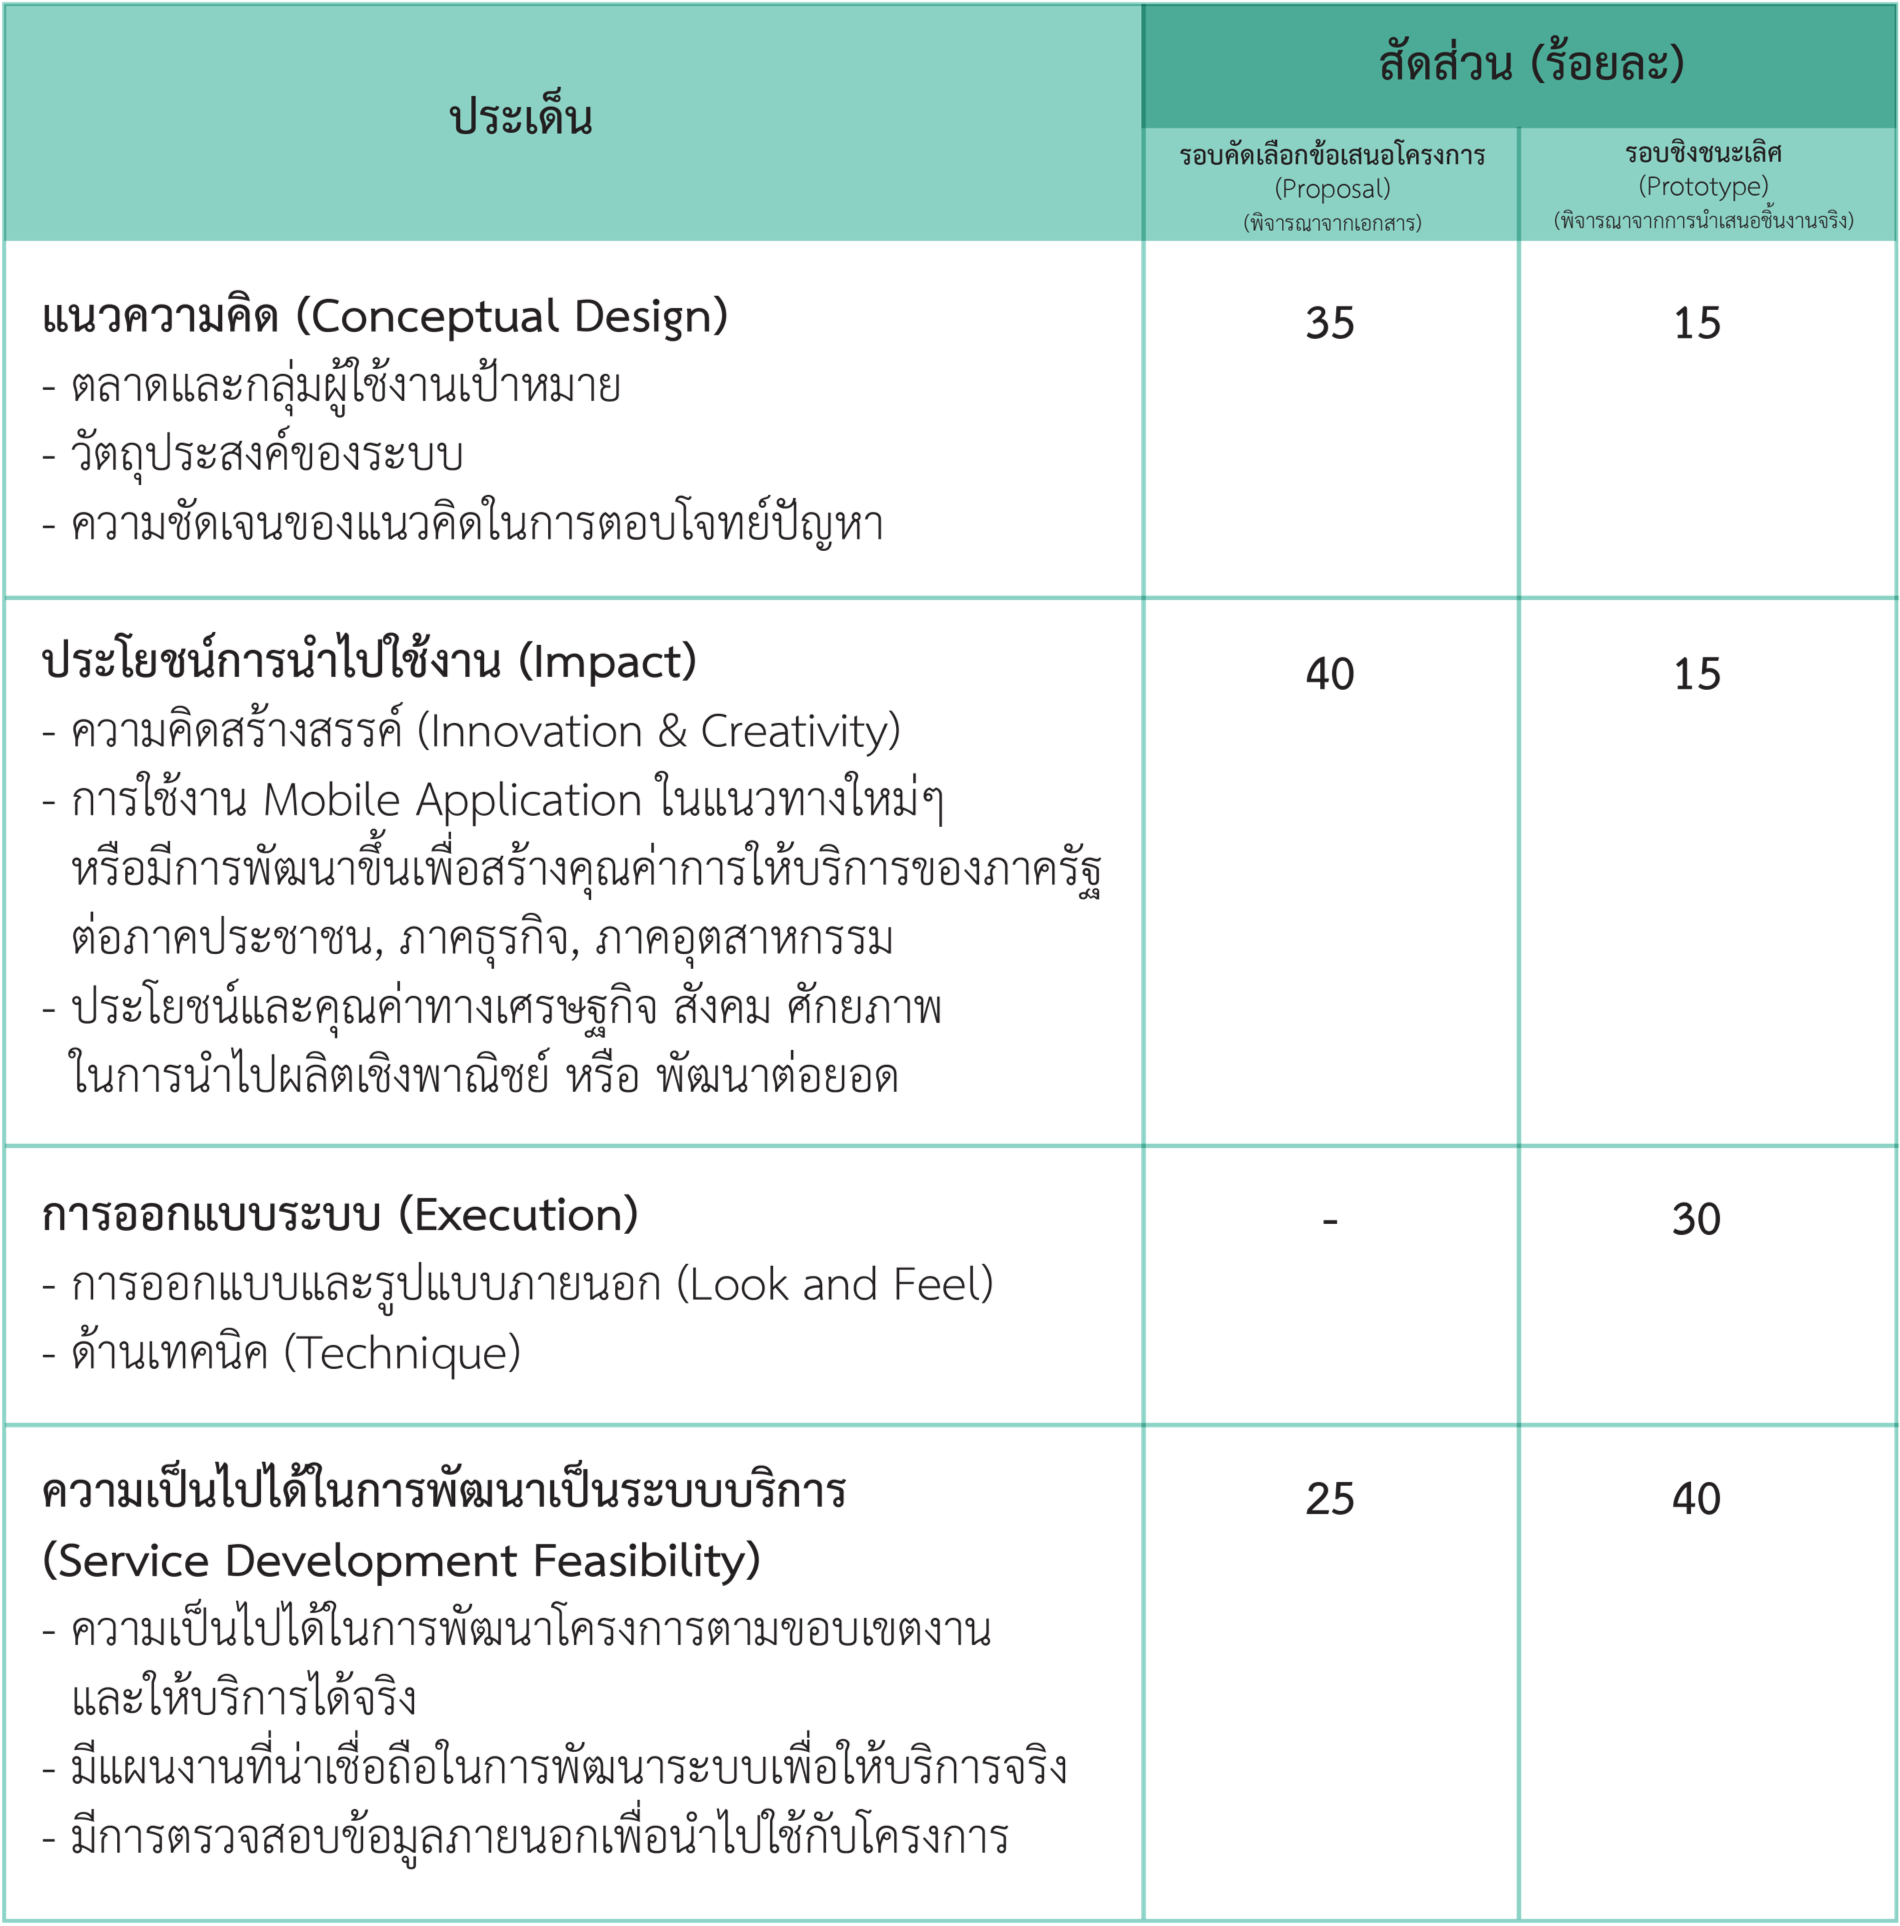 ประเด็น
สัดส่วน (ร้อยละ)
รอบคัดเลือกข้อเสนอโครงการ
(Proposal)
(พิจารณาจากเอกสาร)
รอบชิงชนะเลิศ
(Prototype)
(พิจารณาจากการนำเสนอชิ้นงานจริง)
แนวความคิด (Conceptual Design)
35
15
- ตลาดและกลุ่มผู้ใช้งานเป้าหมาย
- วัตถุประสงค์ของระบบ
- ความชัดเจนของแนวคิดในการตอบโจทย์ปัญหา
ประโยชน์การนำไปใช้งาน (Impact)
40
15
- ความคิดสร้างสรรค์ (Innovation & Creativity)
- การใช้งาน Mobile Application ในแนวทางใหม่ๆ
หรือมีการพัฒนาขึ้นเพื่อสร้างคุณค่าการให้บริการของภาครัฐ
ต่อภาคประชาชน, ภาคธุรกิจ, ภาคอุตสาหกรรม
- ประโยชน์และคุณค่าทางเศรษฐกิจ สังคม ศักยภาพ
ในการนำไปผลิตเชิงพาณิชย์ หรือ พัฒนาต่อยอด
การออกแบบระบบ (Execution)
-
30
- การออกแบบและรูปแบบภายนอก (Look and Feel)
- ด้านเทคนิค (Technique)
ความเป็นไปได้ในการพัฒนาเป็นระบบบริการ
25
40
(Service Development Feasibility)
- ความเป็นไปได้ในการพัฒนาโครงการตามขอบเขตงาน
และให้บริการได้จริง
- มีแผนงานที่น่าเชื่อถือในการพัฒนาระบบเพื่อให้บริการจริง
- มีการตรวจสอบข้อมูลภายนอกเพื่อนำไปใช้กับโครงการ